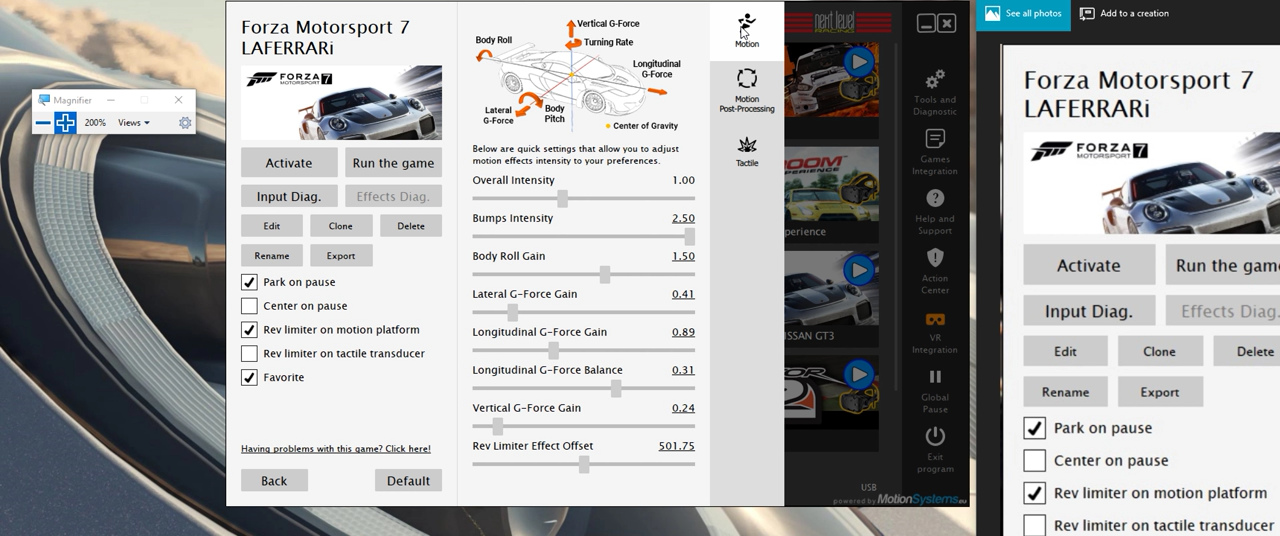 Magnifier
200%
Views
Forza Motorsport 7
LAFERRARi
FORZA
MOTORSPORT 7
Activate
Run the game
Input Diag.
Effects Diag.
Edit
Clone
Delete
Rename
Export
Park on pause
Center on pause
Rev limiter on motion platform
Rev limiter on tactile transducer
Favorite
Having problems with this game? Click here!
Back
Default
Vertical G-Force
Turning Rate
Body Roll
Longitudinal
G-Force
Lateral
G-Force
Body
Pitch
Center of Gravity
Below are quick settings that allow you to adjust
motion effects intensity to your preferences.
Overall Intensity 1.00
Bumps Intensity 2.50
Body Roll Gain 1.50
Lateral G-Force Gain 0.41
Longitudinal G-Force Gain 0.89
Longitudinal G-Force Balance 0.31
Vertical G-Force Gain 0.24
Rev Limiter Effect Offset 501.75
Motion
Motion
Post-Processing
Tactile
next level
RACING
OOM
PERIENCE
perience
ISSAN GT3
Tools and
Diagnostic
Games
Integration
Help and
Support
Action
Center
VR
Integration
Global
Pause
Exit
program
USB
powered by MotionSystems.eu
See all photos
Add to a creation
Forza Motorsport 7
LAFERRARi
FORZA
MOTORSPORT 7
Activate
Run the game
Input Diag.
Effects Diag.
Edit
Clone
Delete
Rename
Export
Park on pause
Center on pause
Rev limiter on motion platform
Rev limiter on tactile transducer